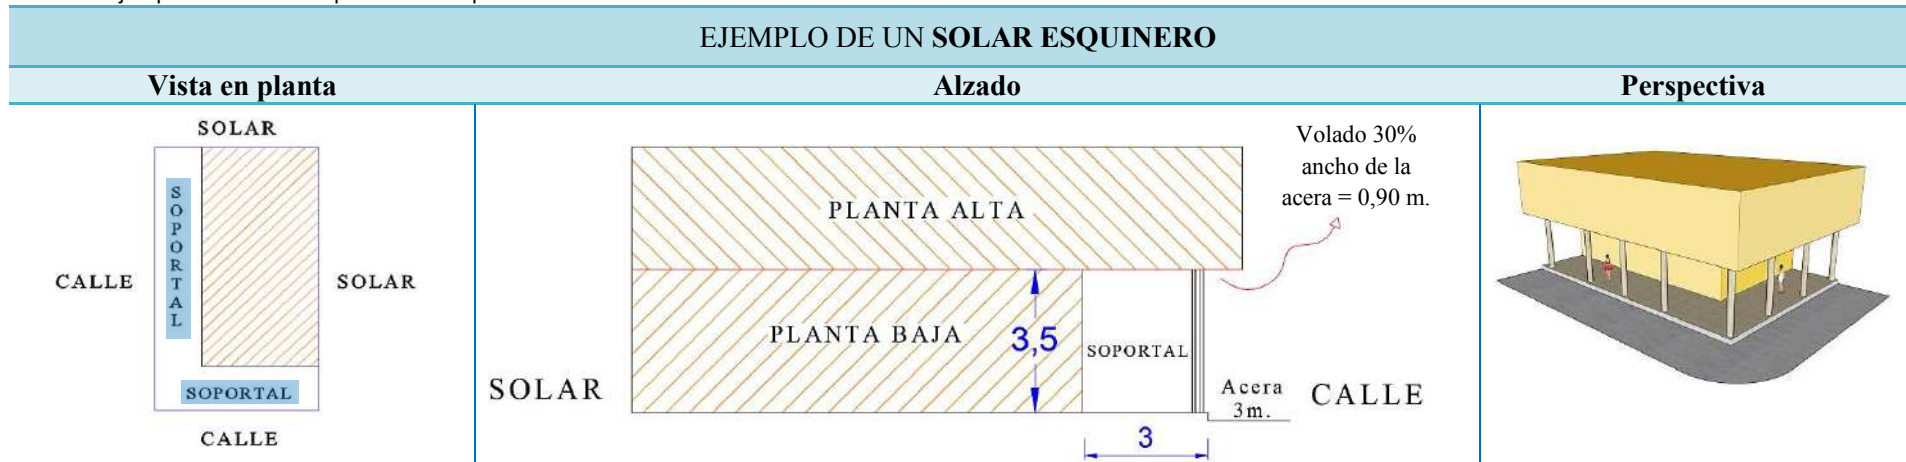 EJEMPLO DE UN SOLAR ESQUINERO
Vista en planta
Alzado
Perspectiva
SOLAR
SOPORTAL
CALLE
SOLAR
SOPORTAL
CALLE
Volado 30%
ancho de la
acera = 0,90 m.
PLANTA ALTA
PLANTA BAJA
3,5
SOPORTAL
SOLAR
Acera
3m.
CALLE
3